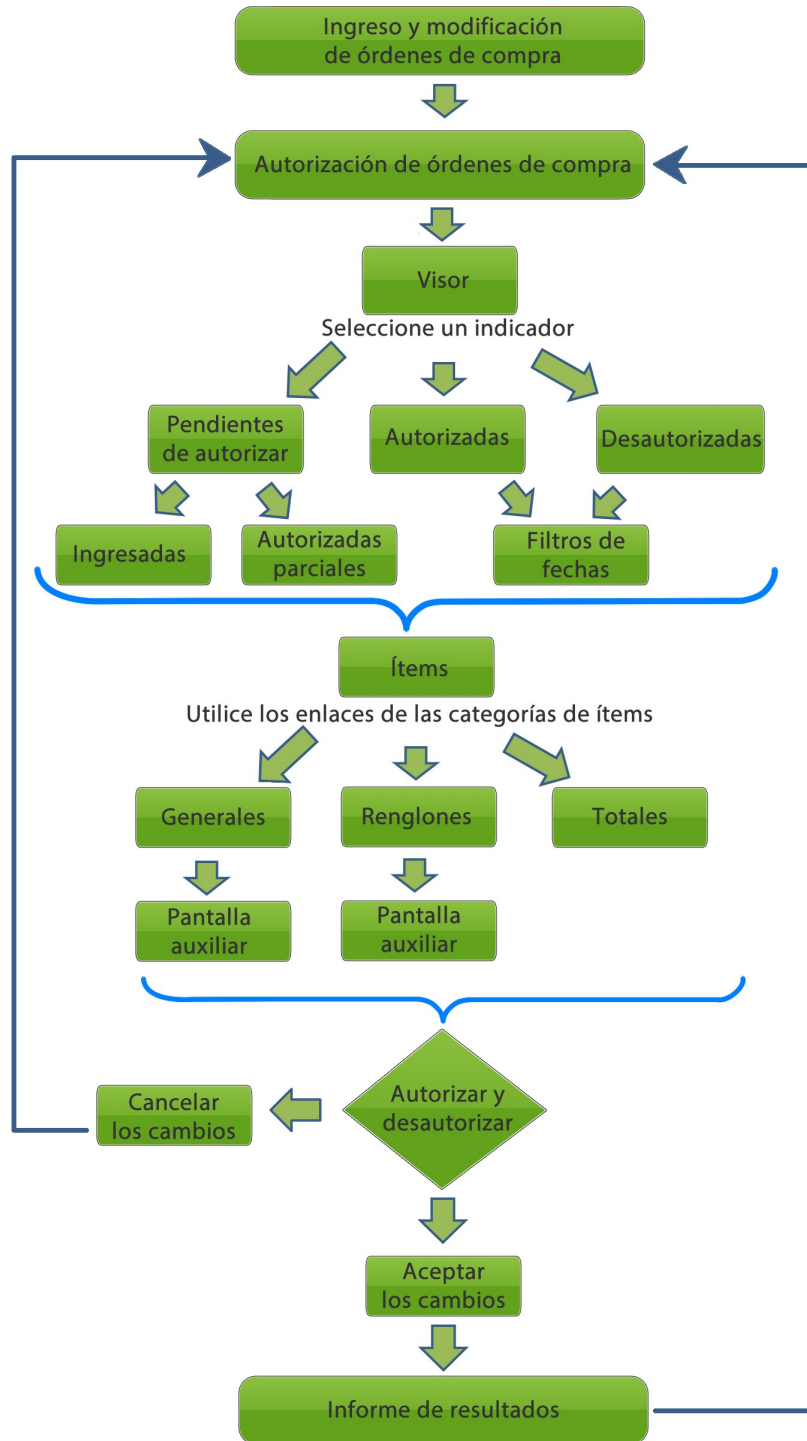 Ingreso y modificación
de órdenes de compra
Autorización de órdenes de compra
Visor
Seleccione un indicador
Pendientes
de autorizar
Autorizadas
Desautorizadas
Ingresadas
Autorizadas
parciales
Filtros de
fechas
Ítems
Utilice los enlaces de las categorías de ítems
Generales
Renglones
Totales
Pantalla
auxiliar
Pantalla
auxiliar
Autorizar y
desautorizar
Cancelar
los cambios
Aceptar
los cambios
Informe de resultados